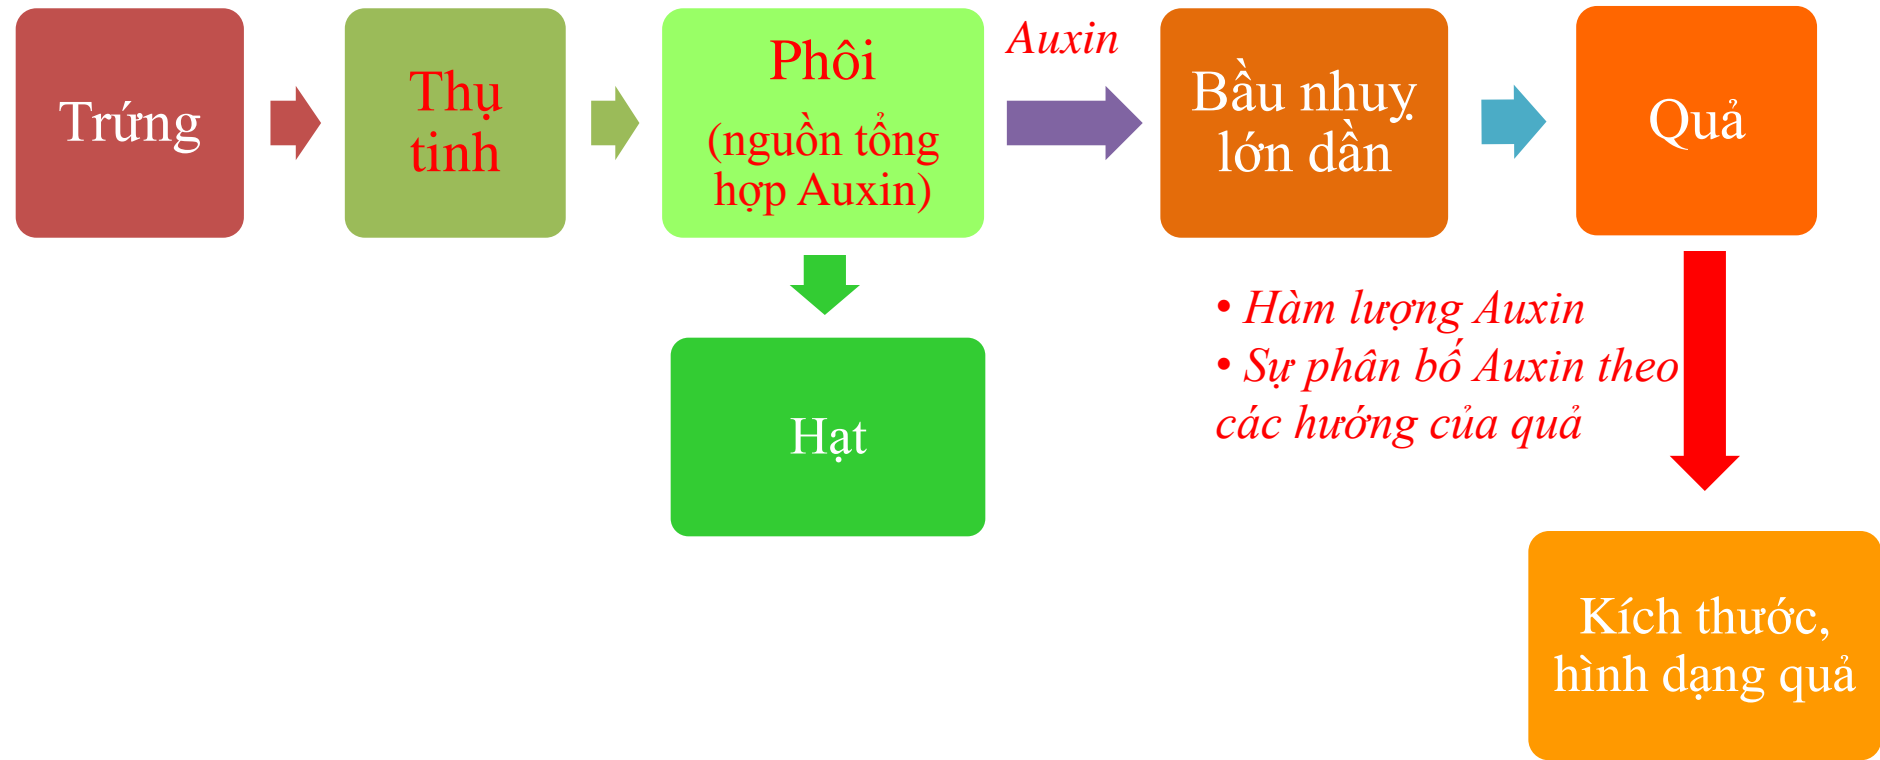 Trứng
Thụ
tinh
Phôi
(nguồn tổng
hợp Auxin)
Auxin
Bầu nhuỵ
lớn dần
Quả
Hạt
• Hàm lượng Auxin
• Sự phân bố Auxin theo
các hướng của quả
Kích thước,
hình dạng quả